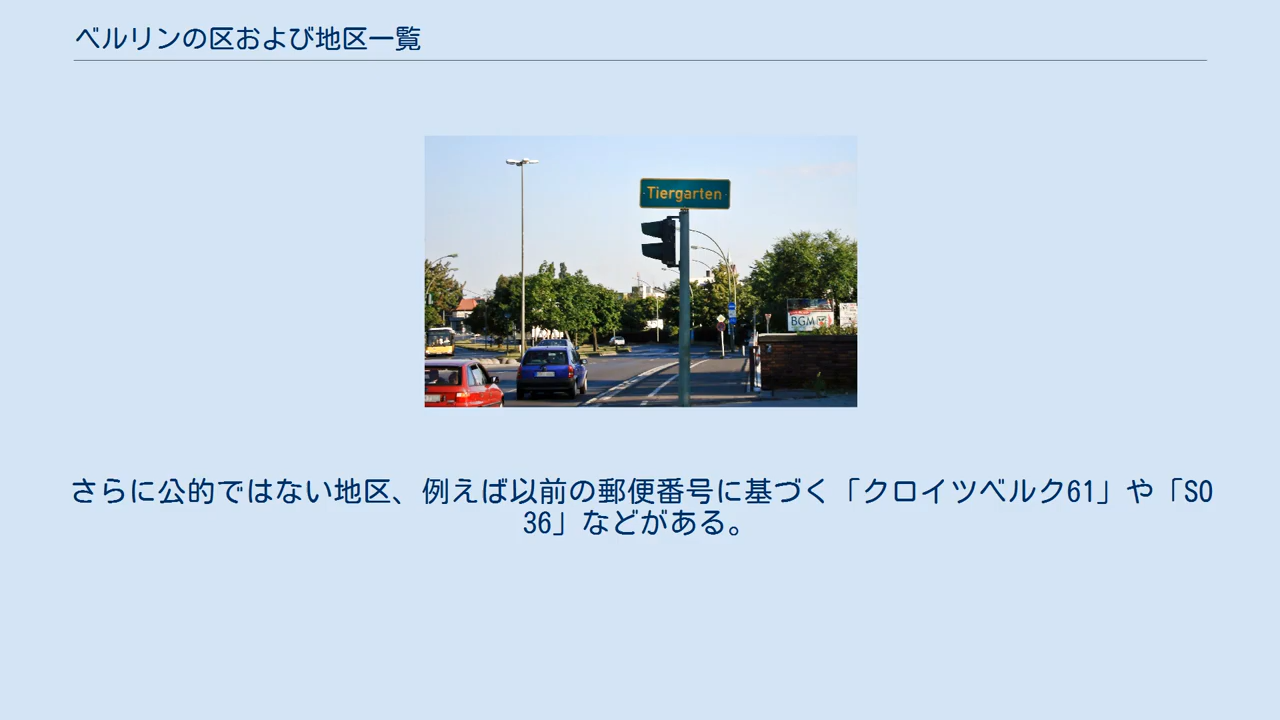 ベルリンの区および地区一覧
Tiergarten
BGM
さらに公的ではない地区、例えば以前の郵便番号に基づく「クロイツベルク61」や「SO
36」などがある。